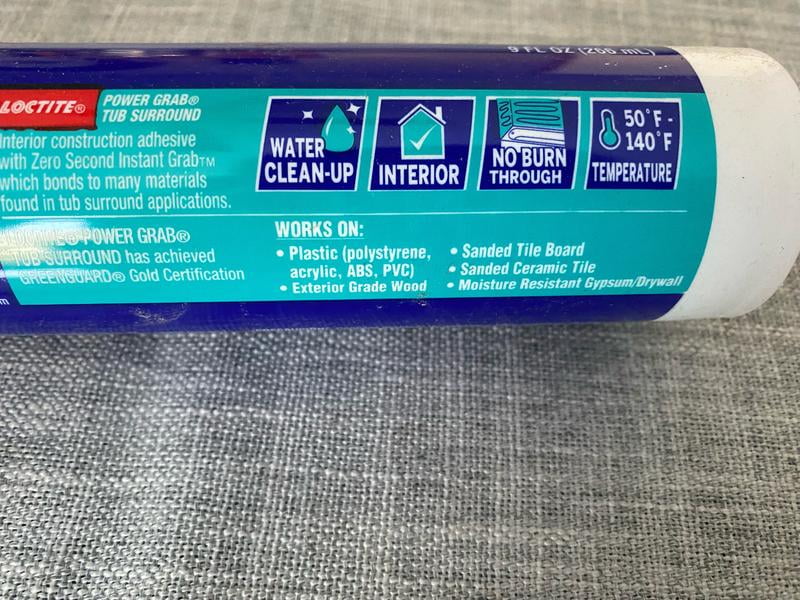 9 FL OZ (266 mL)
LOCTITE®
POWER GRAB®
TUB SURROUND
Interior construction adhesive
with Zero Second Instant Grab™
which bonds to many materials
found in tub surround applications.
LOCTITE® POWER GRAB®
TUB SURROUND has achieved
GREENGUARD® Gold Certification
WATER
CLEAN-UP
INTERIOR
NO BURN
THROUGH
50°F -
140°F
TEMPERATURE
WORKS ON:
• Plastic (polystyrene,
acrylic, ABS, PVC)
• Exterior Grade Wood
• Sanded Tile Board
• Sanded Ceramic Tile
• Moisture Resistant Gypsum/Drywall